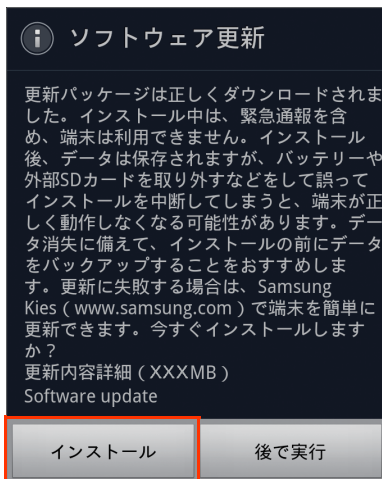 ソフトウェア更新
更新パッケージは正しくダウンロードされま
した。インストール中は、緊急通報を含
め、端末は利用できません。インストール
後、データは保存されますが、バッテリーや
外部SDカードを取り外すなどをして誤って
インストールを中断してしまうと、端末が正
しく動作しなくなる可能性があります。デー
タ消失に備えて、インストールの前にデータ
をバックアップすることをおすすめしま
す。更新に失敗する場合は、Samsung
Kies（www.samsung.com）で端末を簡単に
更新できます。今すぐインストールします
か？
更新内容詳細（XXXMB）
Software update
インストール
後で実行